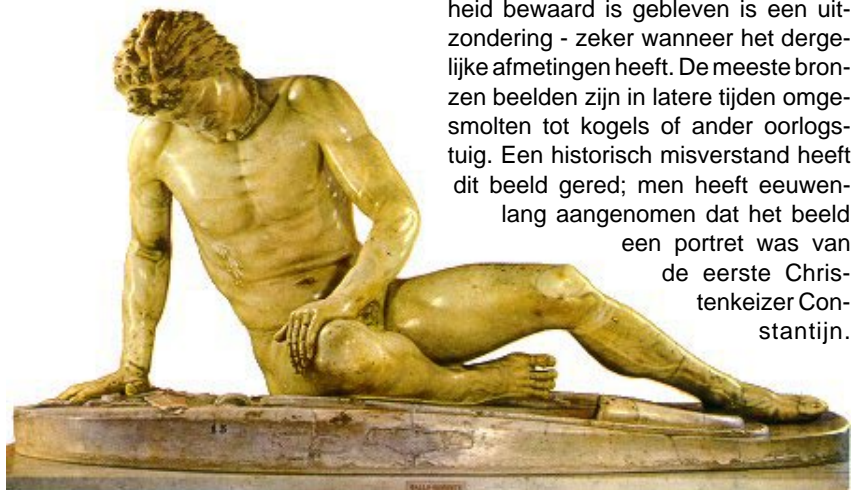 heid bewaard is gebleven is een uit-
zondering - zeker wanneer het derge-
lijke afmetingen heeft. De meeste bron-
zen beelden zijn in latere tijden omge-
smolten tot kogels of ander oorlogs-
tuig. Een historisch misverstand heeft
dit beeld gered; men heeft eeuwen-
lang aangenomen dat het beeld
een portret was van
de eerste Chris-
tenkeizer Con-
stantijn.